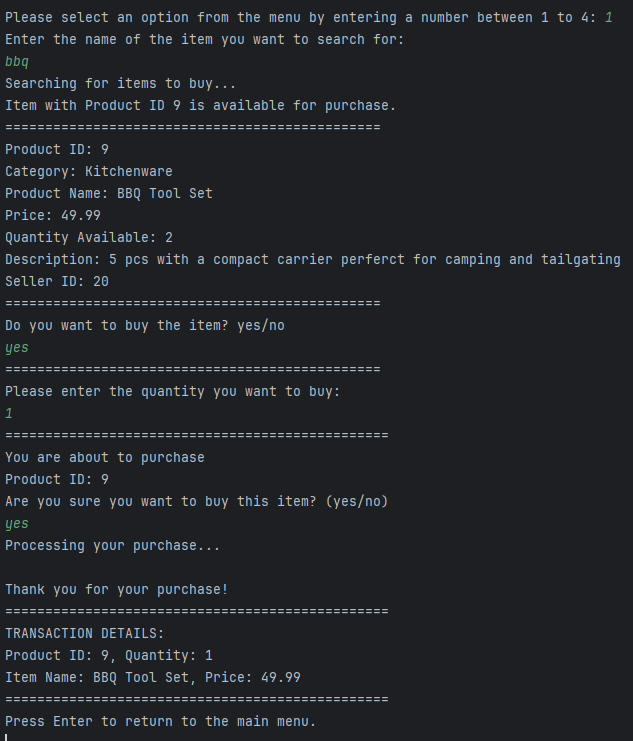 Please select an option from the menu by entering a number between 1 to 4: 1
Enter the name of the item you want to search for:
bbq
Searching for items to buy...
Item with Product ID 9 is available for purchase.
===============================================
Product ID: 9
Category: Kitchenware
Product Name: BBQ Tool Set
Price: 49.99
Quantity Available: 2
Description: 5 pcs with a compact carrier perferct for camping and tailgating
Seller ID: 20
===============================================
Do you want to buy the item? yes/no
yes
===============================================
Please enter the quantity you want to buy:
1
================================================
You are about to purchase
Product ID: 9
Are you sure you want to buy this item? (yes/no)
yes
Processing your purchase...
Thank you for your purchase!
================================================
TRANSACTION DETAILS:
Product ID: 9, Quantity: 1
Item Name: BBQ Tool Set, Price: 49.99
================================================
Press Enter to return to the main menu.